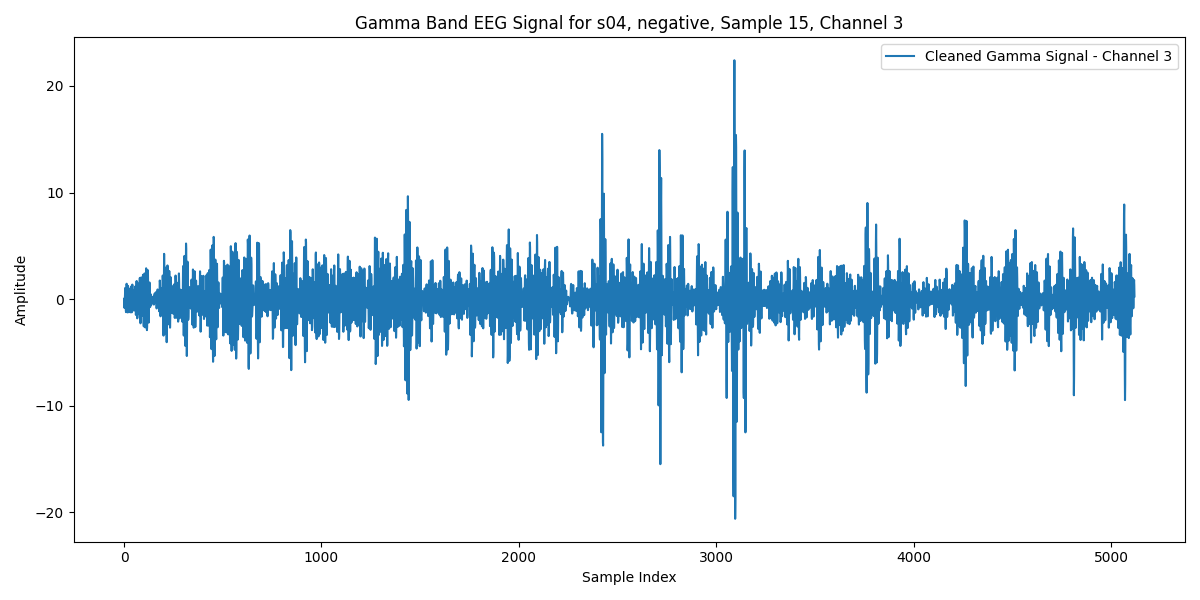 Gamma Band EEG Signal for s04, negative, Sample 15, Channel 3
Cleaned Gamma Signal - Channel 3
Amplitude
20
10
0
−10
−20
0 1000 2000 3000 4000 5000
Sample Index